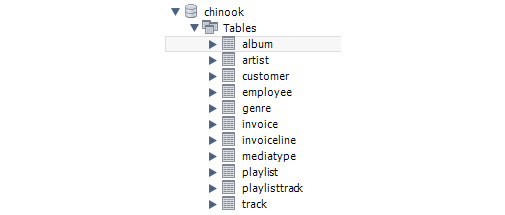 chinook
Tables
album
artist
customer
employee
genre
invoice
invoiceline
mediatype
playlist
playlisttrack
track